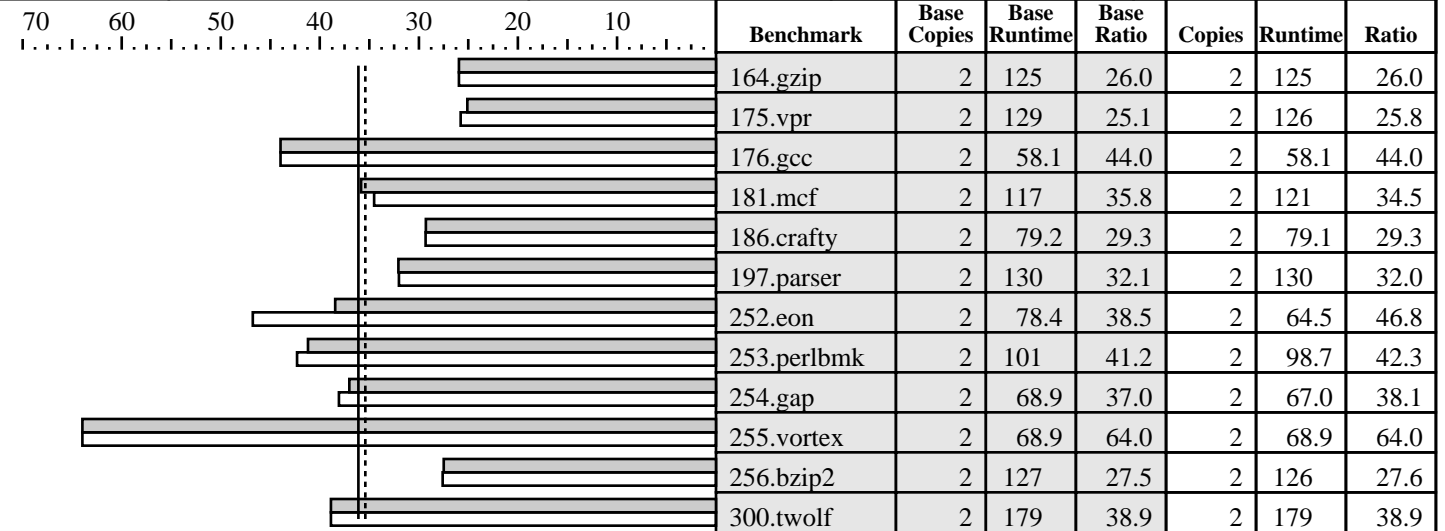 70 60 50 40 30 20 10
Benchmark Base Copies Base Runtime Base Ratio Copies Runtime Ratio
164.gzip 2 125 26.0 2 125 26.0
175.vpr 2 129 25.1 2 126 25.8
176.gcc 2 58.1 44.0 2 58.1 44.0
181.mcf 2 117 35.8 2 121 34.5
186.crafty 2 79.2 29.3 2 79.1 29.3
197.parser 2 130 32.1 2 130 32.0
252.eon 2 78.4 38.5 2 64.5 46.8
253.perlbmk 2 101 41.2 2 98.7 42.3
254.gap 2 68.9 37.0 2 67.0 38.1
255.vortex 2 68.9 64.0 2 68.9 64.0
256.bzip2 2 127 27.5 2 126 27.6
300.twolf 2 179 38.9 2 179 38.9